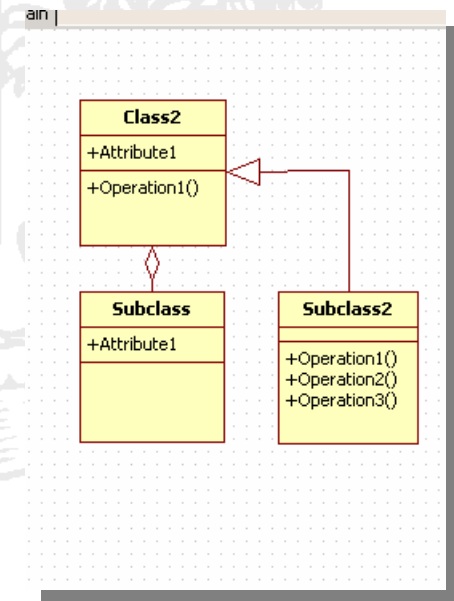 ain
Class2
+Attribute1
+Operation1()
Subclass
+Attribute1
Subclass2
+Operation1()
+Operation2()
+Operation3()